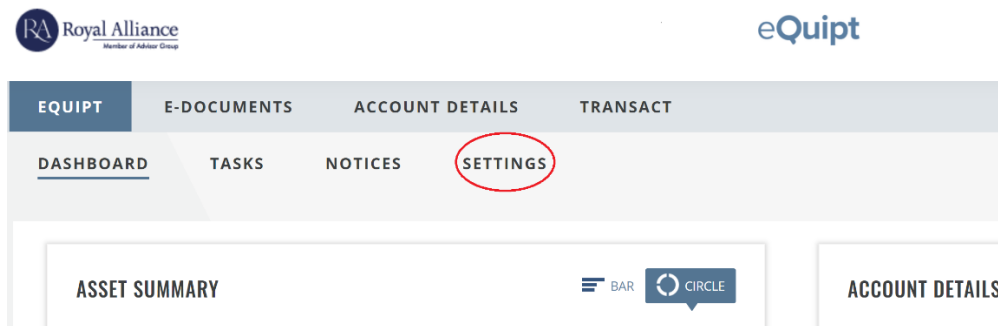 RA Royal Alliance
Member of Advisor Group
eQuipt
EQUIPT E-DOCUMENTS ACCOUNT DETAILS TRANSACT
DASHBOARD TASKS NOTICES SETTINGS
ASSET SUMMARY BAR CIRCLE ACCOUNT DETAILS